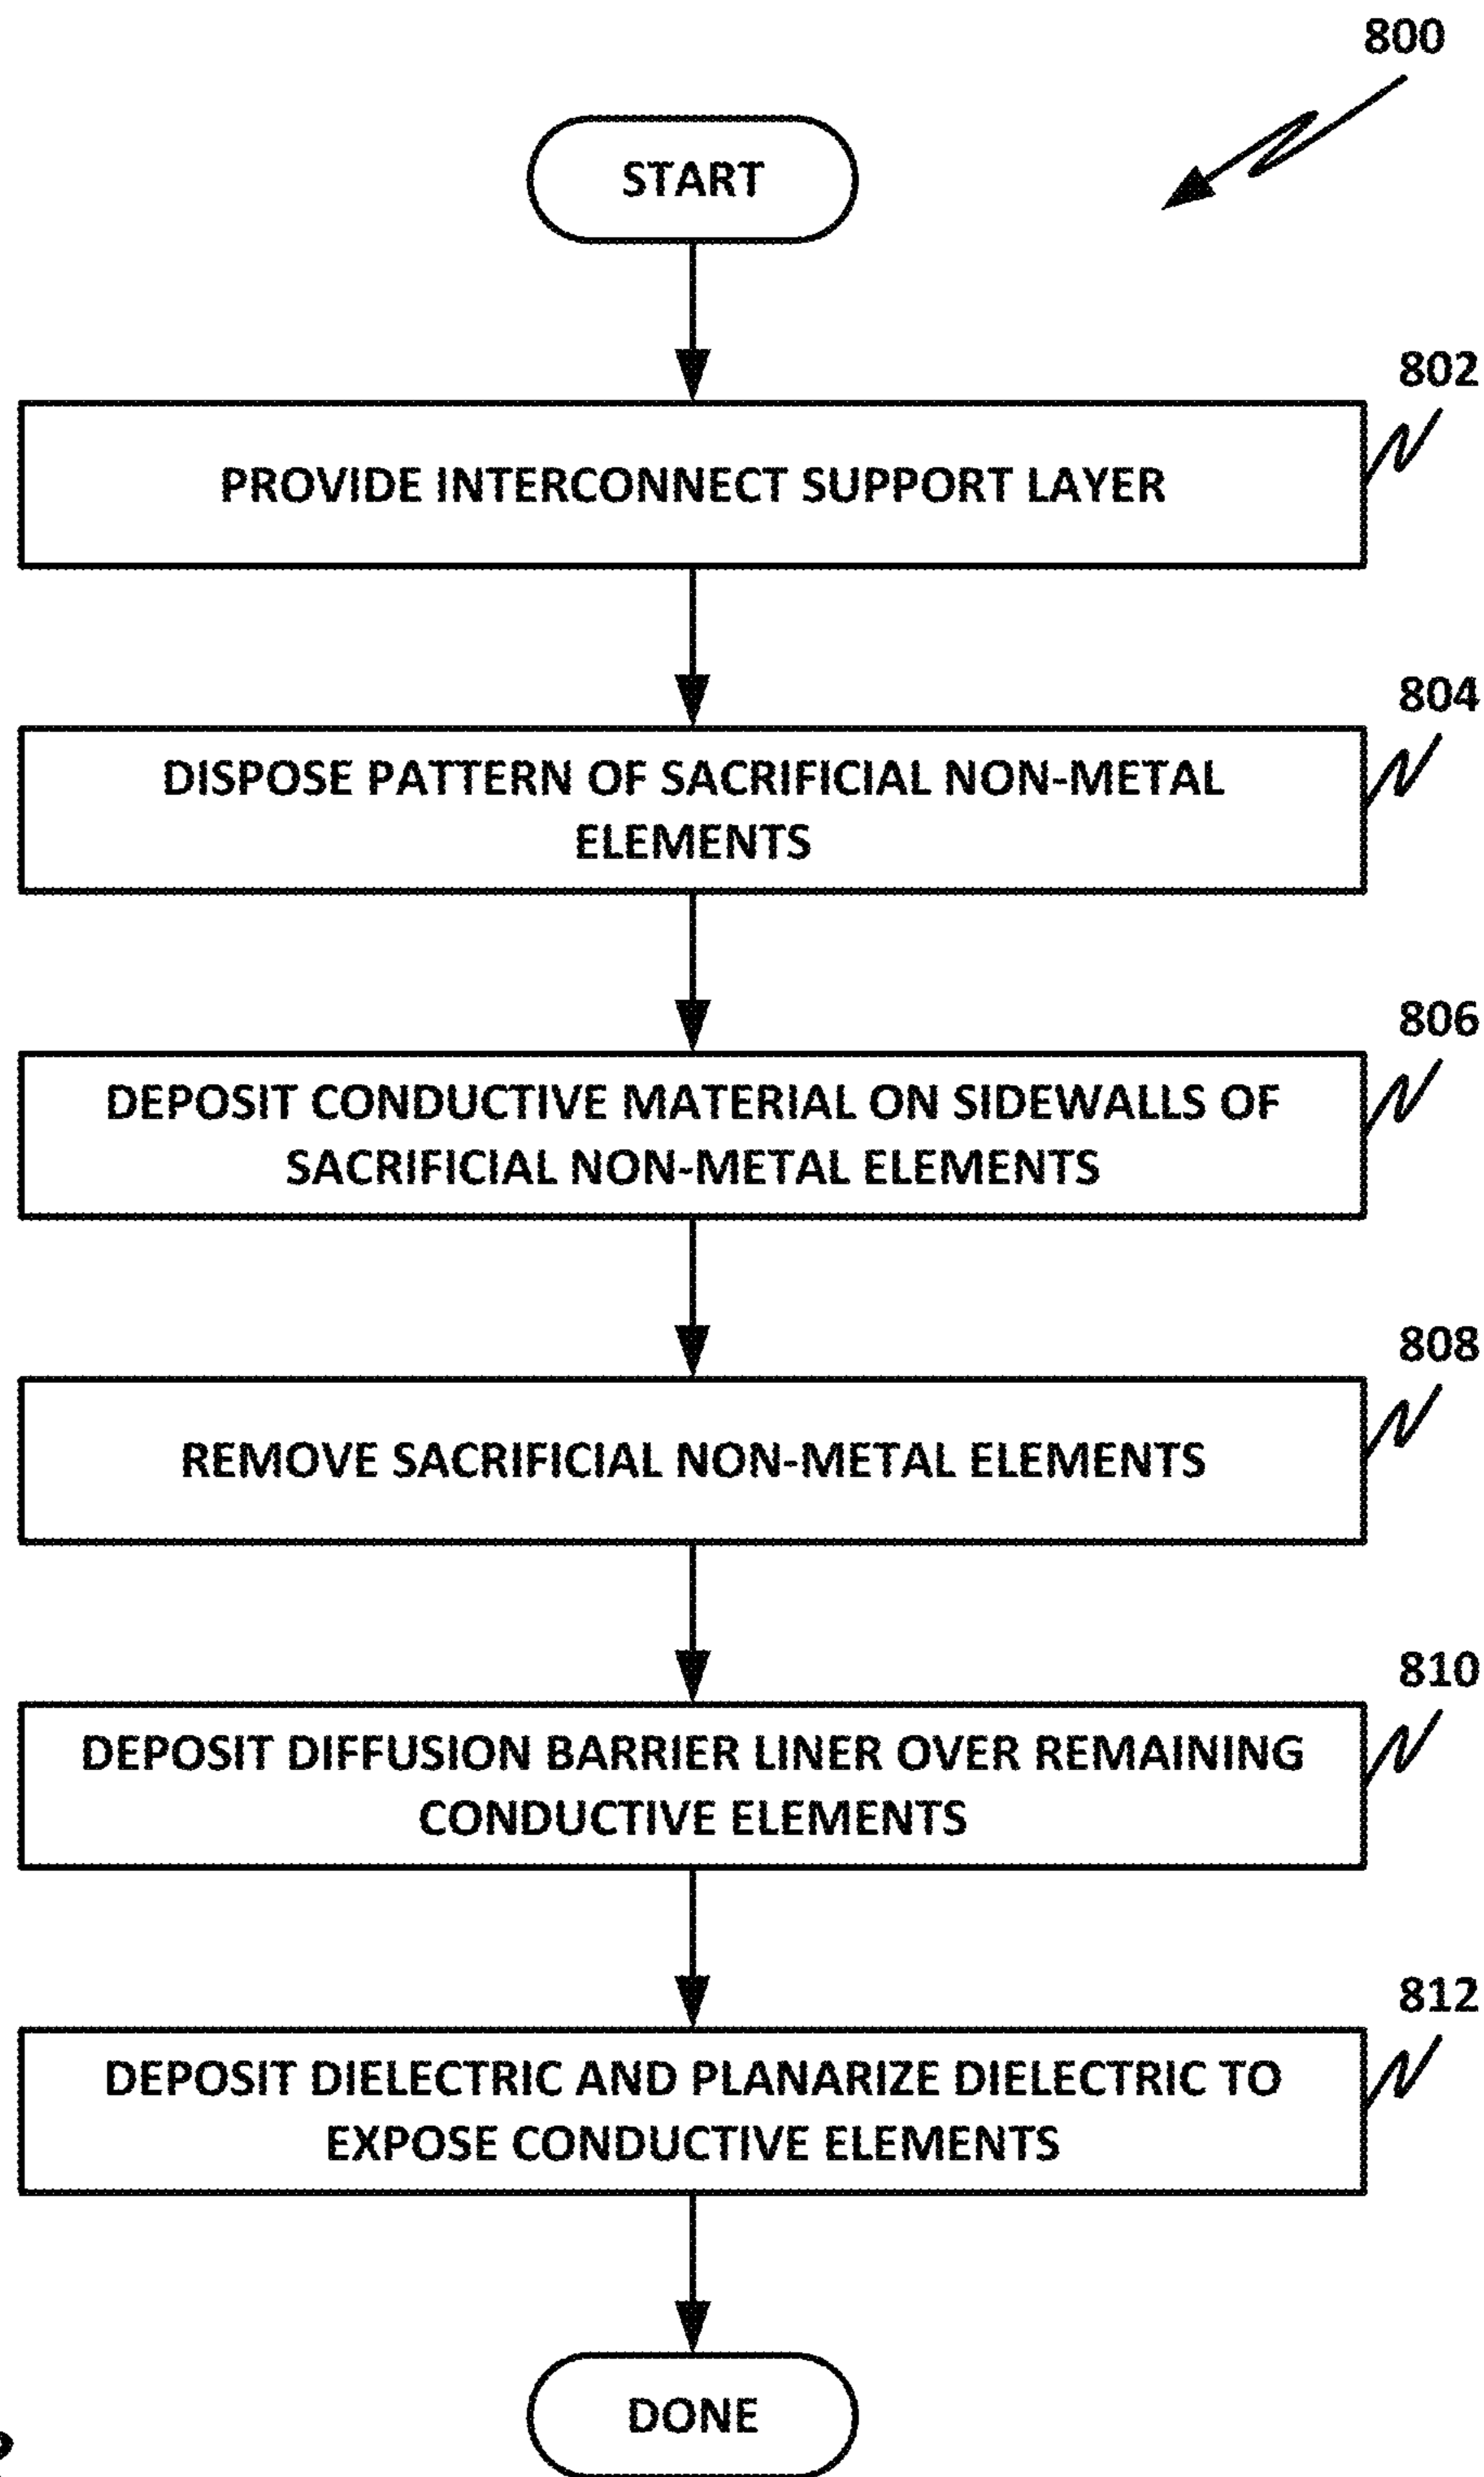 800
START
802
PROVIDE INTERCONNECT SUPPORT LAYER
804
DISPOSE PATTERN OF SACRIFICIAL NON-METAL
ELEMENTS
806
DEPOSIT CONDUCTIVE MATERIAL ON SIDEWALLS OF
SACRIFICIAL NON-METAL ELEMENTS
808
REMOVE SACRIFICIAL NON-METAL ELEMENTS
810
DEPOSIT DIFFUSION BARRIER LINER OVER REMAINING
CONDUCTIVE ELEMENTS
812
DEPOSIT DIELECTRIC AND PLANARIZE DIELECTRIC TO
EXPOSE CONDUCTIVE ELEMENTS
DONE